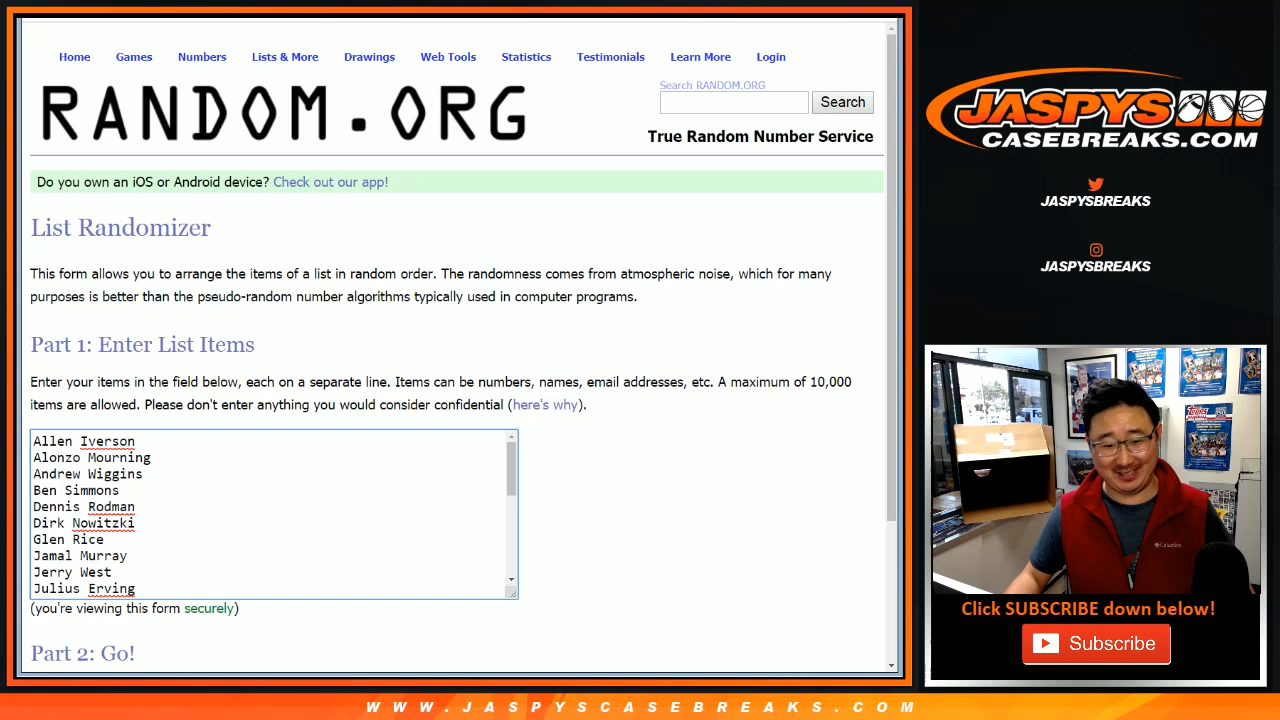 Home Games Numbers Lists & More Drawings Web Tools Statistics Testimonials Learn More Login
RANDOM.ORG
Search RANDOM.ORG
Search
True Random Number Service
Do you own an iOS or Android device? Check out our app!
List Randomizer
This form allows you to arrange the items of a list in random order. The randomness comes from atmospheric noise, which for many
purposes is better than the pseudo-random number algorithms typically used in computer programs.
Part 1: Enter List Items
Enter your items in the field below, each on a separate line. Items can be numbers, names, email addresses, etc. A maximum of 10,000
items are allowed. Please don't enter anything you would consider confidential (here's why).
Allen Iverson
Alonzo Mourning
Andrew Wiggins
Ben Simmons
Dennis Rodman
Dirk Nowitzki
Glen Rice
Jamal Murray
Jerry West
Julius Erving
(you're viewing this form securely)
Part 2: Go!
JASPYS
CASEBREAKS.COM
JASPYSBREAKS
JASPYSBREAKS
Topps
Columbia
Click SUBSCRIBE down below!
Subscribe
WWW.JASPYSCASEBREAKS.COM